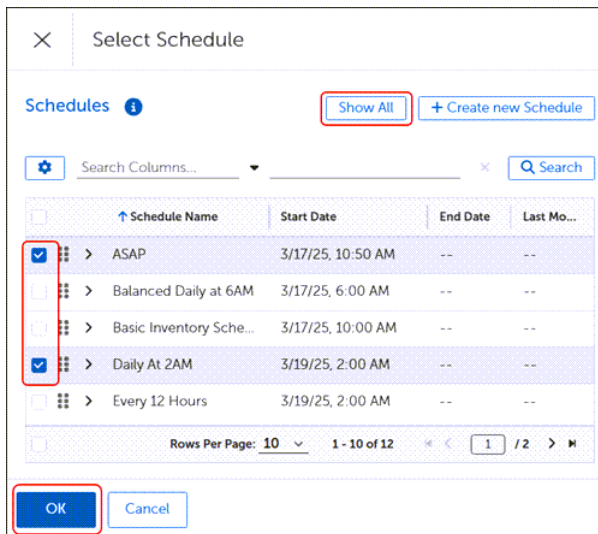 Select Schedule
Schedules
Show All
+ Create new Schedule
Search Columns...
Search
Schedule Name Start Date End Date Last Mo...
ASAP 3/17/25, 10:50 AM -- --
Balanced Daily at 6AM 3/17/25, 6:00 AM -- --
Basic Inventory Sche... 3/17/25, 10:00 AM -- --
Daily At 2AM 3/19/25, 2:00 AM -- --
Every 12 Hours 3/19/25, 2:00 AM -- --
Rows Per Page: 10 1 - 10 of 12 1 / 2
OK Cancel